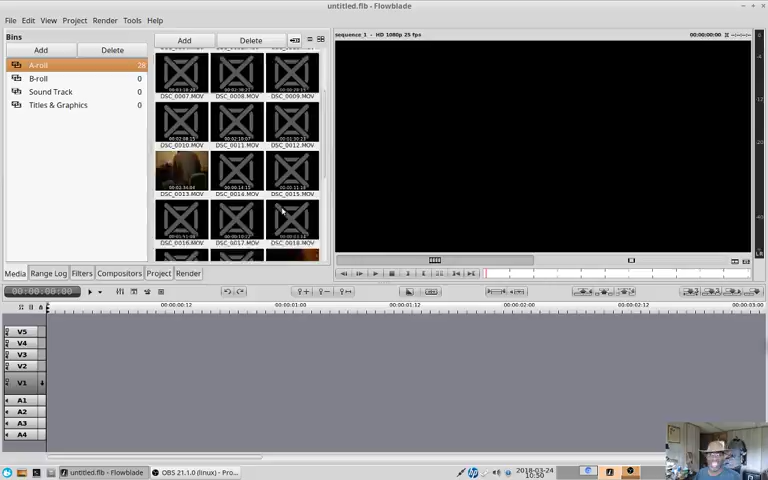 untitled.flb - Flowblade
File Edit View Project Render Tools Help
Bins
Add Delete
A-roll 28
B-roll 0
Sound Track 0
Titles & Graphics 0
Add Delete
DSC_0007.MOV DSC_0008.MOV DSC_0009.MOV
DSC_0010.MOV DSC_0011.MOV DSC_0012.MOV
DSC_0013.MOV DSC_0014.MOV DSC_0015.MOV
DSC_0016.MOV DSC_0017.MOV DSC_0018.MOV
sequence_1 - HD 1080p 25 fps
00:00:00:00
Media Range Log Filters Compositors Project Render
00:00:00:00
00:00:00:12 00:00:01:00 00:00:01:12 00:00:02:00 00:00:02:12 00:00:03:00
V5
V4
V3
V2
V1
A1
A2
A3
A4
untitled.flb - Flowblade
OBS 21.1.0 (linux) - Pro...
2018-03-24
10:50